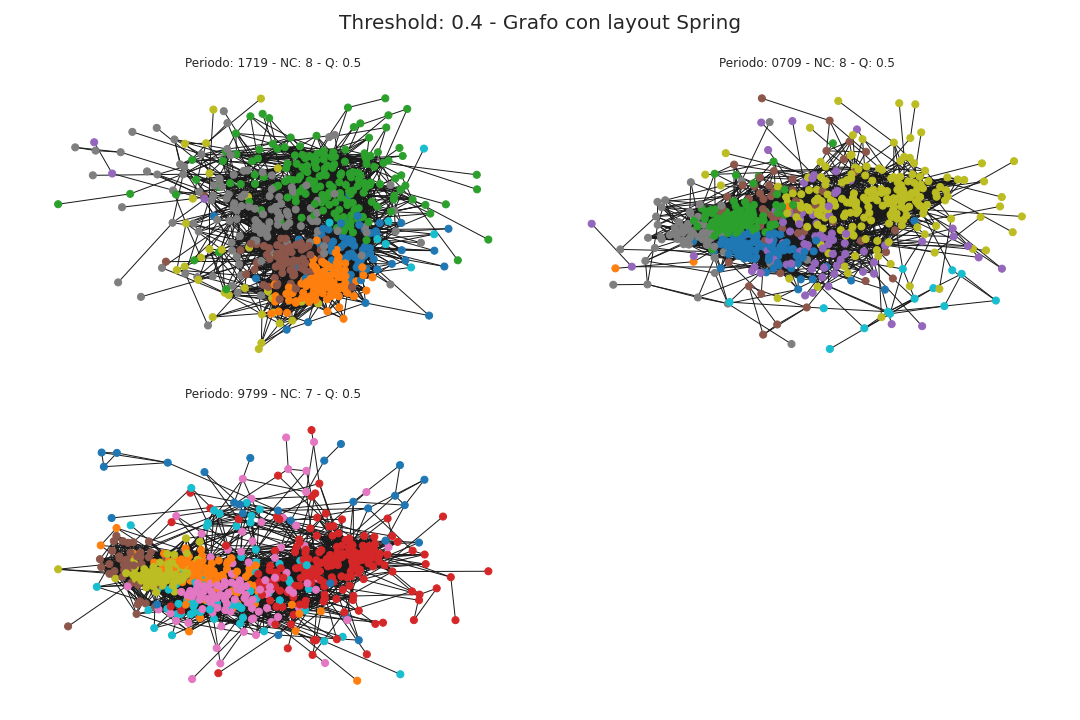 Threshold: 0.4 - Grafo con layout Spring
Periodo: 1719 - NC: 8 - Q: 0.5
Periodo: 0709 - NC: 8 - Q: 0.5
Periodo: 9799 - NC: 7 - Q: 0.5